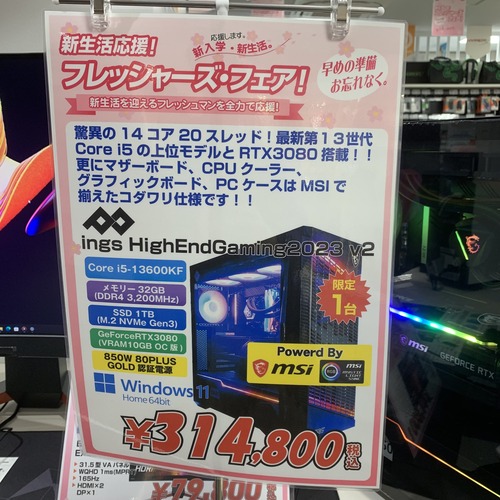 応援します。
新生活応援!
新入学・新生活。
フレッシャーズ・フェア!
早めの準備
お忘れなく。
新生活を迎えるフレッシュマンを全力で応援!
驚異の14コア20スレッド!最新第13世代
Core i5の上位モデルとRTX3080搭載!!
更にマザーボード、CPUクーラー、
グラフィックボード、PCケースはMSIで
揃えたコダワリ仕様です!!
ings HighEndGaming2023 v2
Core i5-13600KF
メモリー 32GB
(DDR4 3,200MHz)
SSD 1TB
(M.2 NVMe Gen3)
GeForceRTX3080
(VRAM10GB OC版)
850W 80PLUS
GOLD 認証電源
限定
1台
Powerd By
msi
msi
Windows 11
Home 64bit
¥314,800税込
31.5型 VAパネル
WQHD 1ms(MPRT)
165Hz
HDMI×2
DP×1
¥79,800
GEFORCE RTX